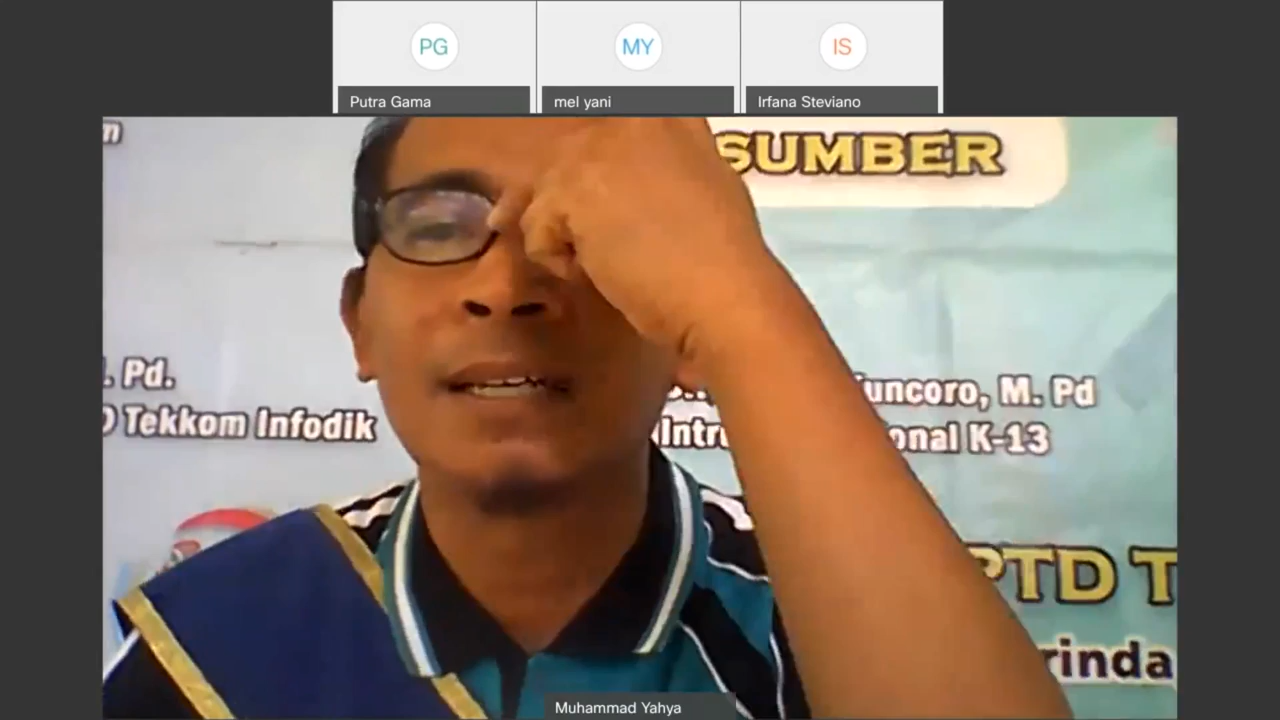 PG
MY
IS
Putra Gama
mel yani
Irfana Steviano
SUMBER
. Pd.
uncoro, M. Pd
Tekkom Infodik
Intr
onal K-13
PTD T
rinda
Muhammad Yahya